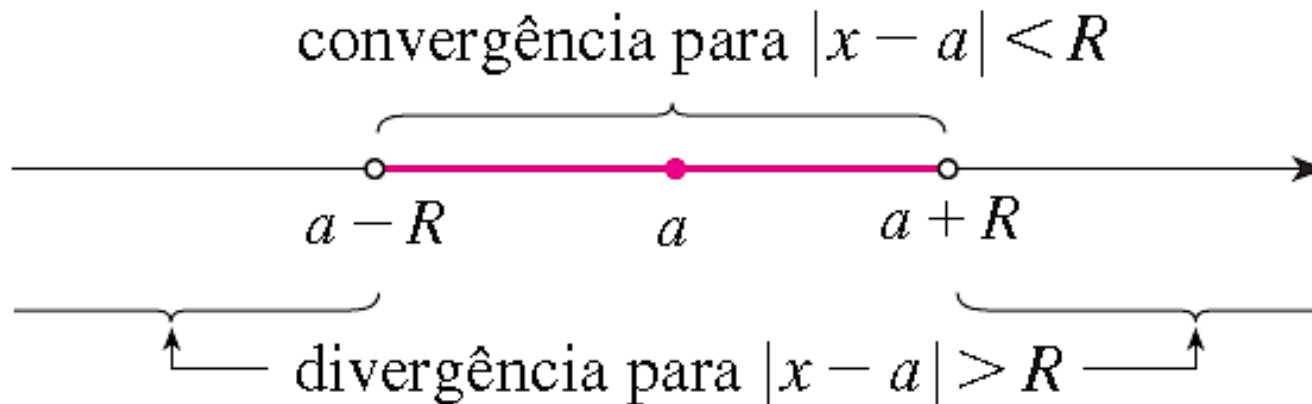 convergência para |x − a| < R
a − R a a + R
divergência para |x − a| > R